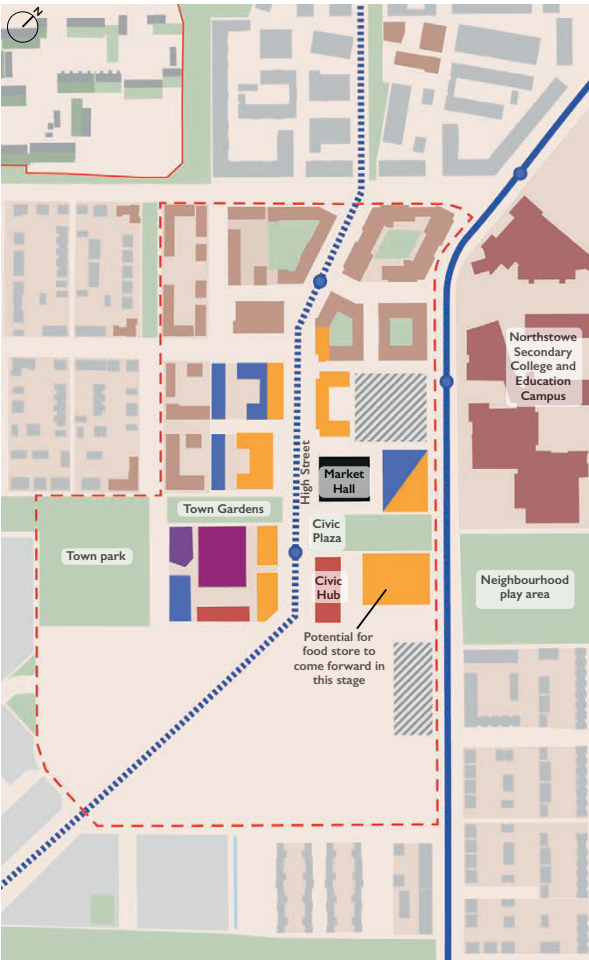 N
Northstowe
Secondary
College and
Education
Campus
High Street
Market
Hall
Town Gardens
Civic
Plaza
Town park
Civic
Hub
Neighbourhood
play area
Potential for
food store to
come forward in
this stage